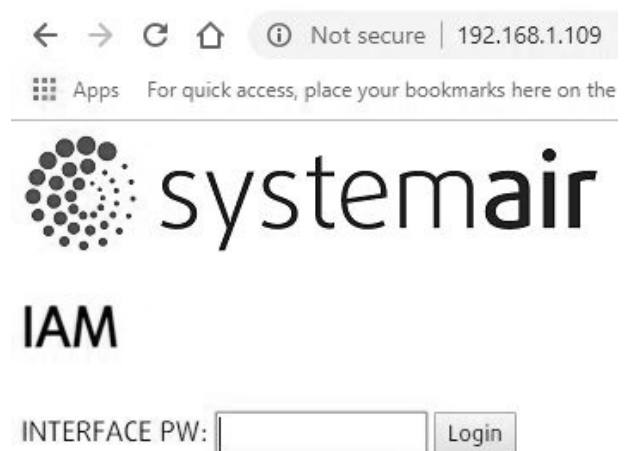 Not secure | 192.168.1.109
Apps For quick access, place your bookmarks here on the
systemair
IAM
INTERFACE PW: Login